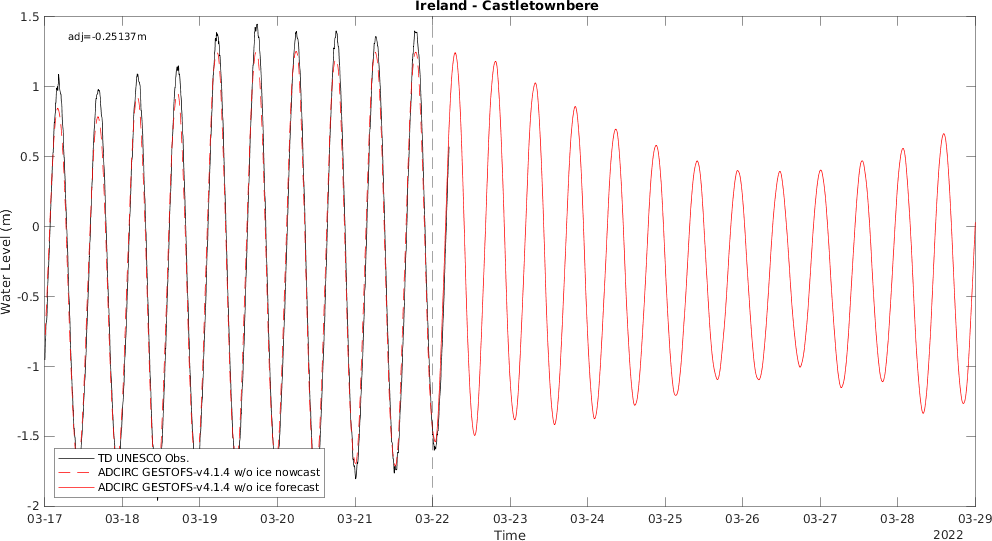 Ireland - Castletownbere
adj=-0.25137m
1.5
1
0.5
0
-0.5
-1
-1.5
-2
Water Level (m)
TD UNESCO Obs.
ADCIRC GESTOFS-v4.1.4 w/o ice nowcast
ADCIRC GESTOFS-v4.1.4 w/o ice forecast
03-17 03-18 03-19 03-20 03-21 03-22 03-23 03-24 03-25 03-26 03-27 03-28 03-29
Time
2022